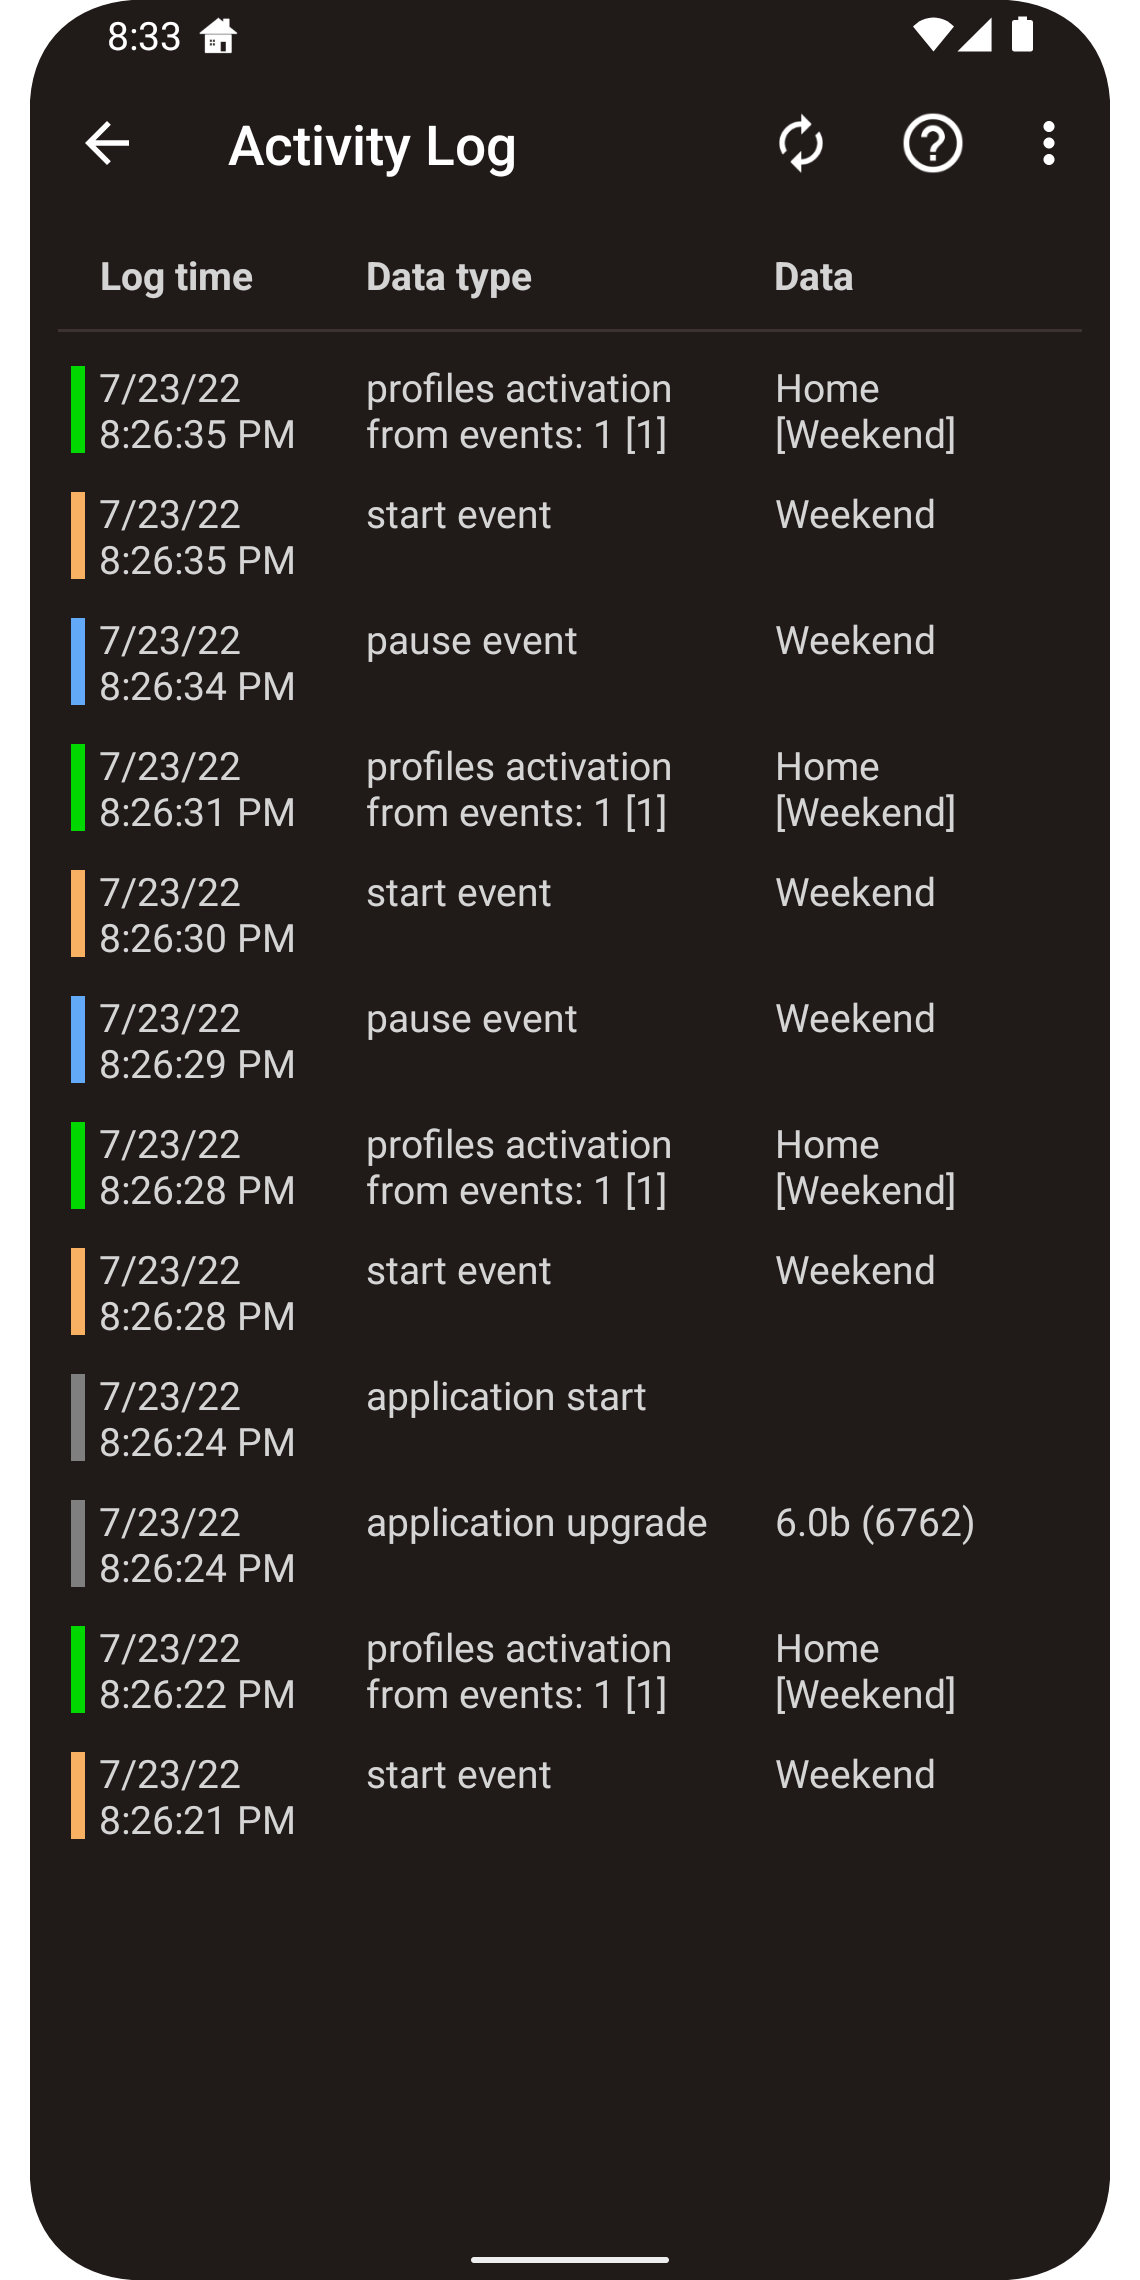 8:33
Activity Log
Log time Data type Data
7/23/22 profiles activation Home
8:26:35 PM from events: 1 [1] [Weekend]
7/23/22 start event Weekend
8:26:35 PM
7/23/22 pause event Weekend
8:26:34 PM
7/23/22 profiles activation Home
8:26:31 PM from events: 1 [1] [Weekend]
7/23/22 start event Weekend
8:26:30 PM
7/23/22 pause event Weekend
8:26:29 PM
7/23/22 profiles activation Home
8:26:28 PM from events: 1 [1] [Weekend]
7/23/22 start event Weekend
8:26:28 PM
7/23/22 application start
8:26:24 PM
7/23/22 application upgrade 6.0b (6762)
8:26:24 PM
7/23/22 profiles activation Home
8:26:22 PM from events: 1 [1] [Weekend]
7/23/22 start event Weekend
8:26:21 PM